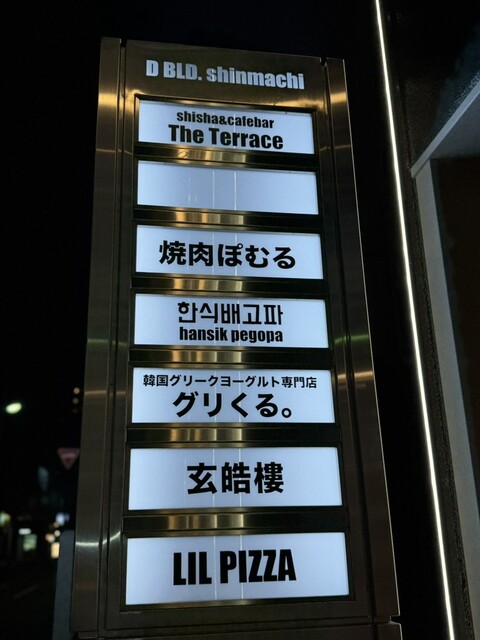 D BLD. shinmachi
shisha&cafebar
The Terrace
焼肉ぽむる
한식배고파
hansik pegopa
韓国グリークヨーグルト専門店
グリくる。
玄皓樓
LIL PIZZA